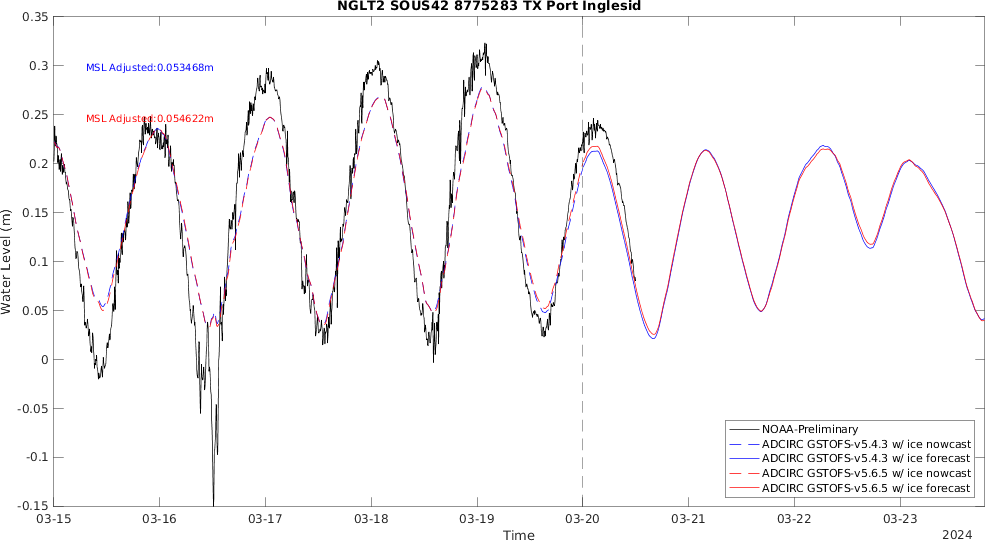 NGLT2 SOUS42 8775283 TX Port Inglesid
0.35
0.3
0.25
0.2
0.15
0.1
0.05
0
-0.05
-0.1
-0.15
Water Level (m)
MSL Adjusted:0.053468m
MSL Adjusted:0.054622m
NOAA-Preliminary
ADCIRC GSTOFS-v5.4.3 w/ ice nowcast
ADCIRC GSTOFS-v5.4.3 w/ ice forecast
ADCIRC GSTOFS-v5.6.5 w/ ice nowcast
ADCIRC GSTOFS-v5.6.5 w/ ice forecast
03-15 03-16 03-17 03-18 03-19 03-20 03-21 03-22 03-23
Time
2024